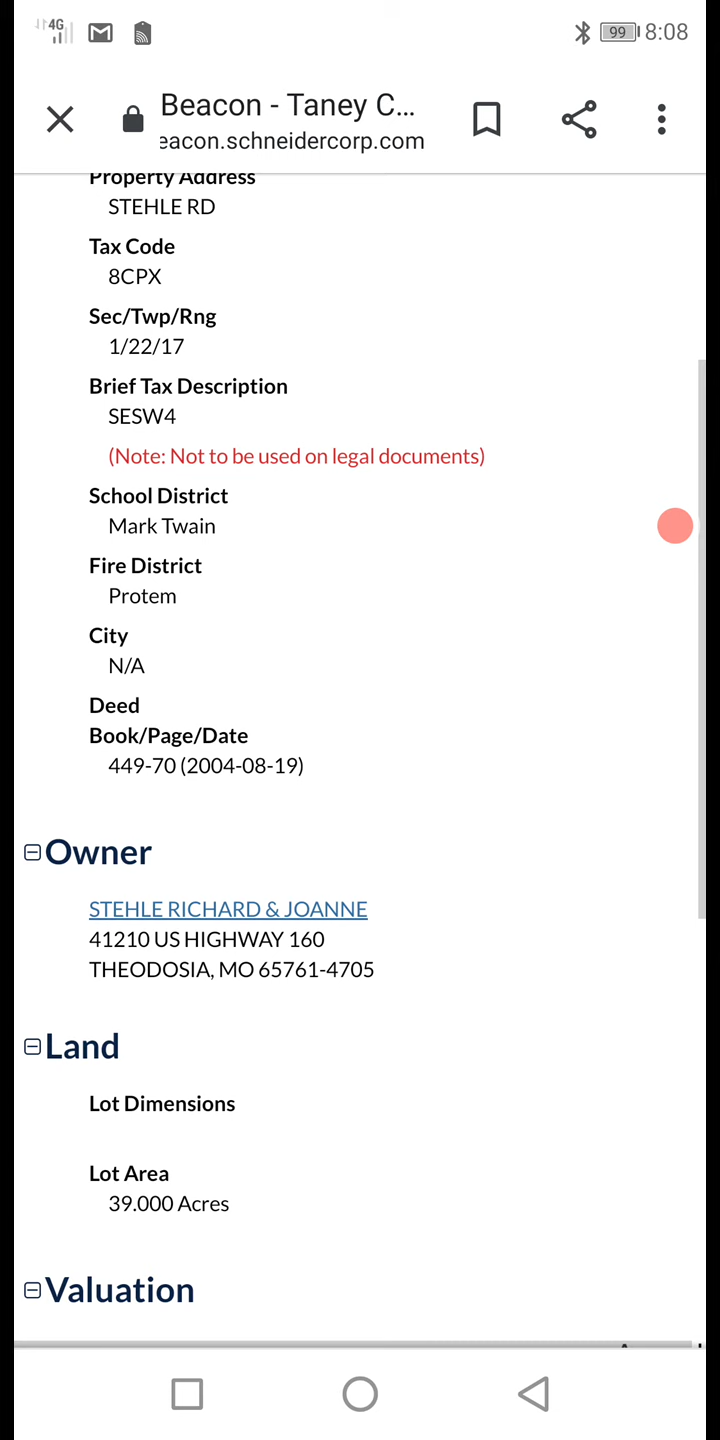 4G 99 8:08
Beacon - Taney C...
eacon.schneidercorp.com
Property Address
STEHLE RD
Tax Code
8CPX
Sec/Twp/Rng
1/22/17
Brief Tax Description
SESW4
(Note: Not to be used on legal documents)
School District
Mark Twain
Fire District
Protem
City
N/A
Deed
Book/Page/Date
449-70 (2004-08-19)
Owner
STEHLE RICHARD & JOANNE
41210 US HIGHWAY 160
THEODOSIA, MO 65761-4705
Land
Lot Dimensions
Lot Area
39.000 Acres
Valuation